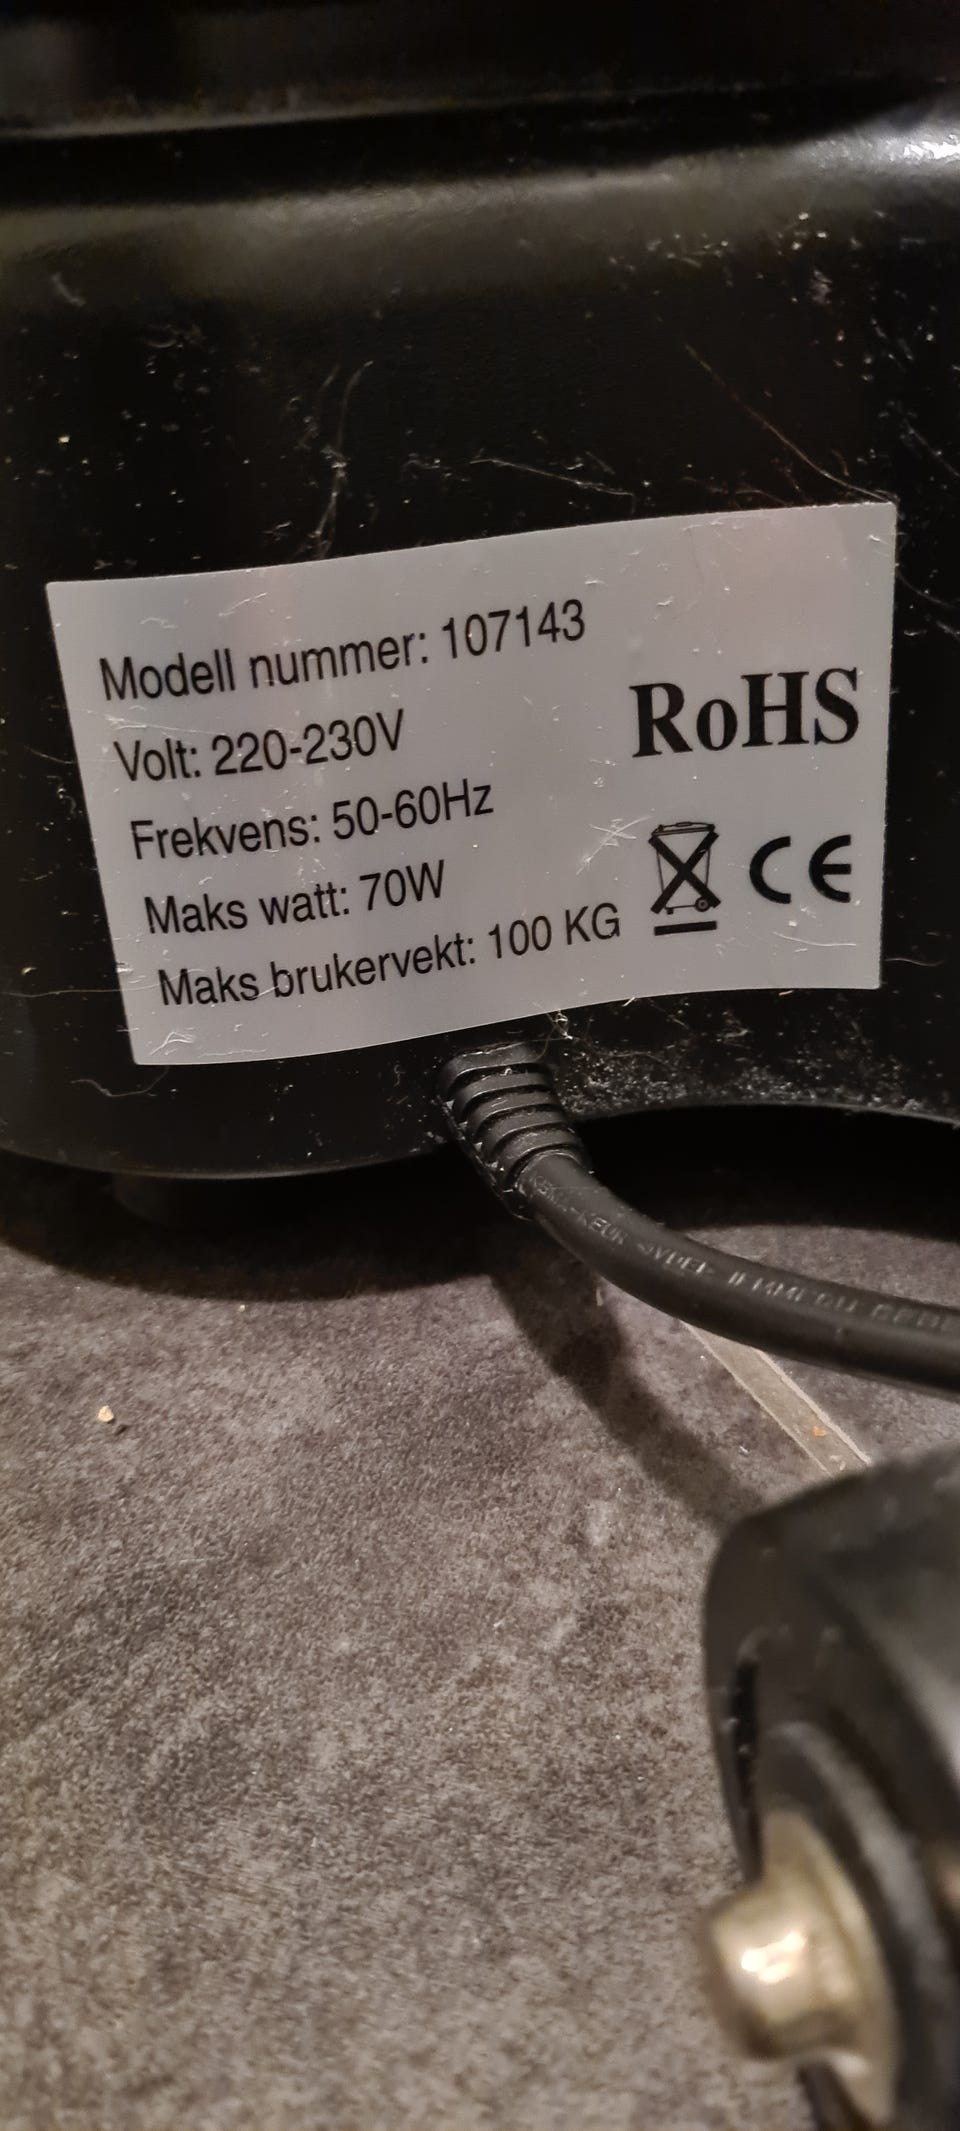 Modell nummer: 107143
Volt: 220-230V
Frekvens: 50-60Hz
Maks watt: 70W
Maks brukervekt: 100 KG
RoHS
CE